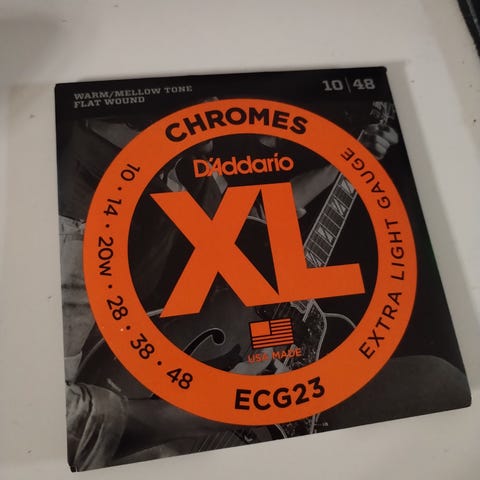 WARM/MELLOW TONE
FLAT WOUND
10 | 48
CHROMES
D'Addario
XL
10 • 14 • 20W • 28 • 38 • 48
EXTRA LIGHT GAUGE
USA MADE
ECG23